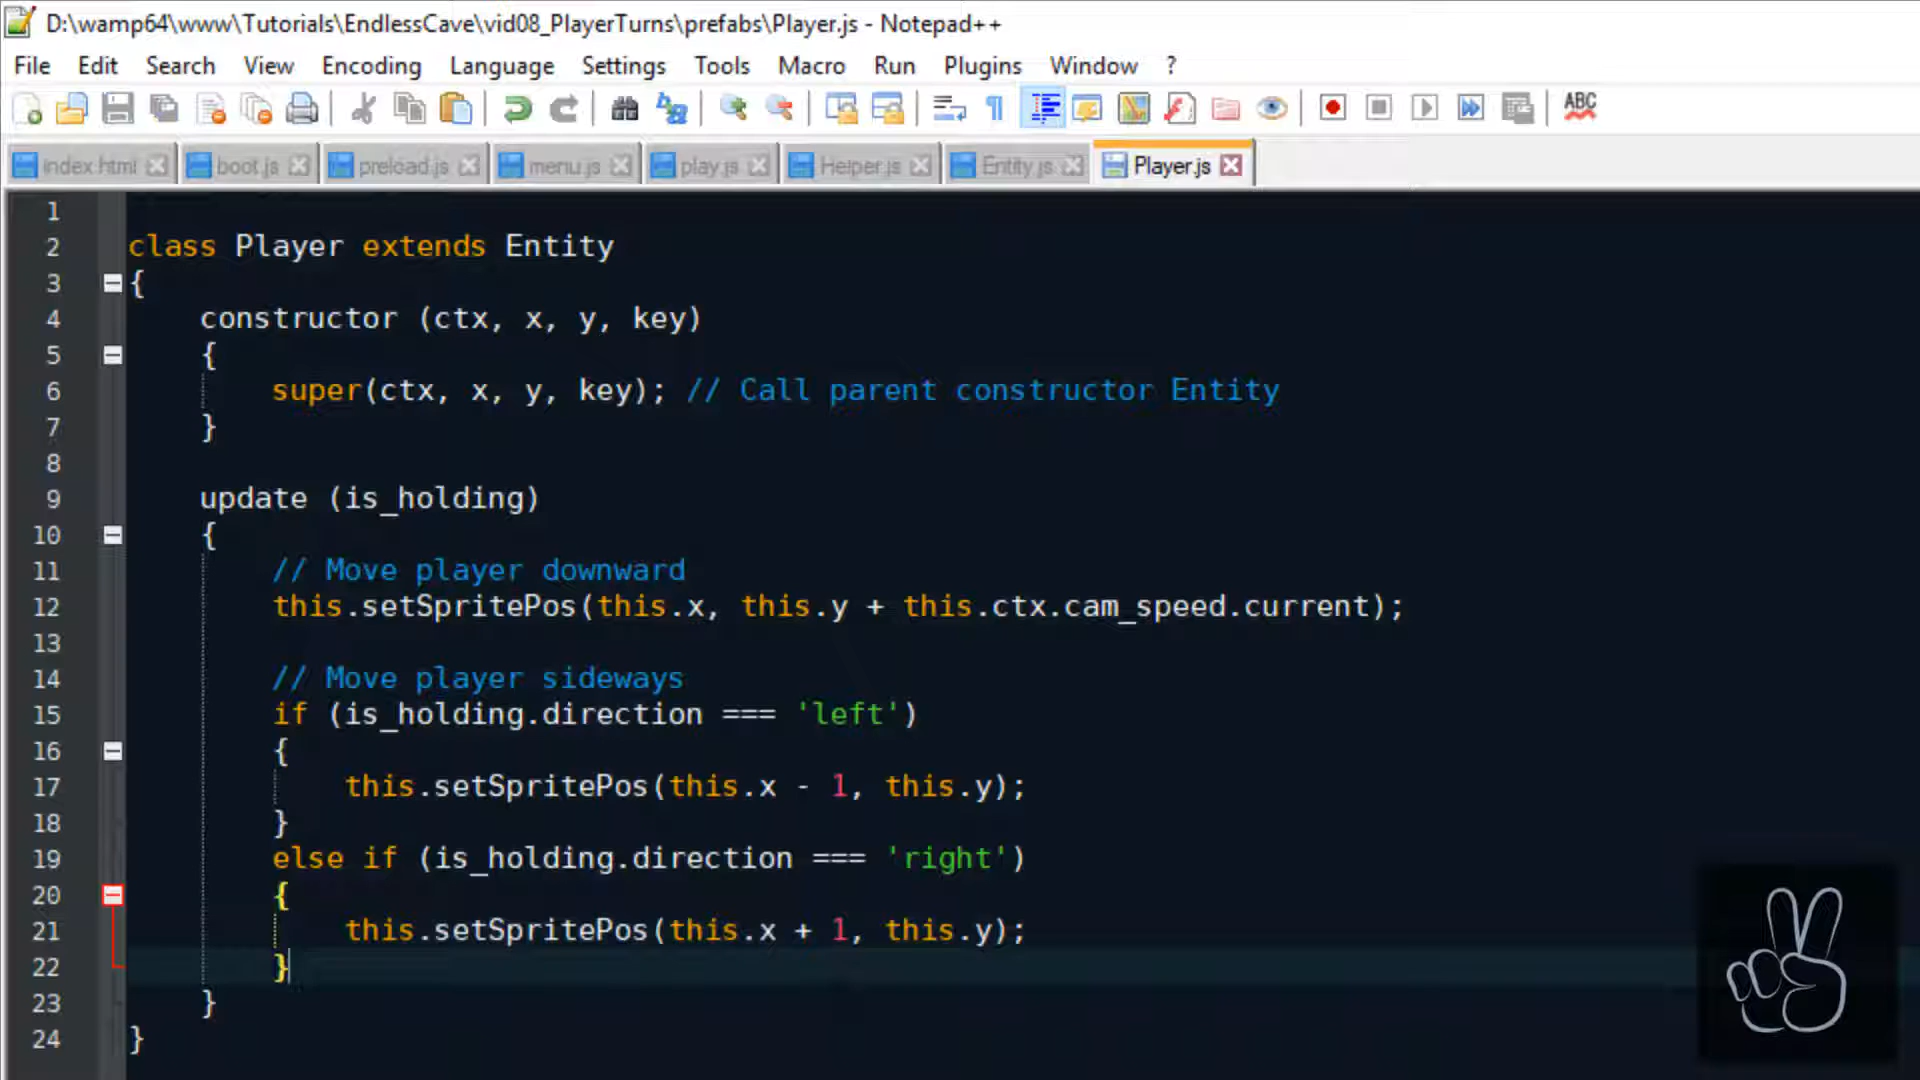 D:\wamp64\www\Tutorials\EndlessCave\vid08_PlayerTurns\prefabs\Player.js - Notepad++
File Edit Search View Encoding Language Settings Tools Macro Run Plugins Window ?
ABC
index.html boot.js preload.js menu.js play.js Helper.js Entity.js Player.js
1
2 class Player extends Entity
3 {
4 constructor (ctx, x, y, key)
5 {
6 super(ctx, x, y, key); // Call parent constructor Entity
7 }
8
9 update (is_holding)
10 {
11 // Move player downward
12 this.setSpritePos(this.x, this.y + this.ctx.cam_speed.current);
13
14 // Move player sideways
15 if (is_holding.direction === 'left')
16 {
17 this.setSpritePos(this.x - 1, this.y);
18 }
19 else if (is_holding.direction === 'right')
20 {
21 this.setSpritePos(this.x + 1, this.y);
22 }
23 }
24 }